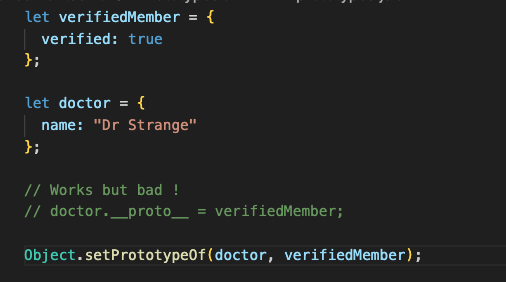 let verifiedMember = {
verified: true
};
let doctor = {
name: "Dr Strange"
};
// Works but bad !
// doctor.__proto__ = verifiedMember;
Object.setPrototypeOf(doctor, verifiedMember);